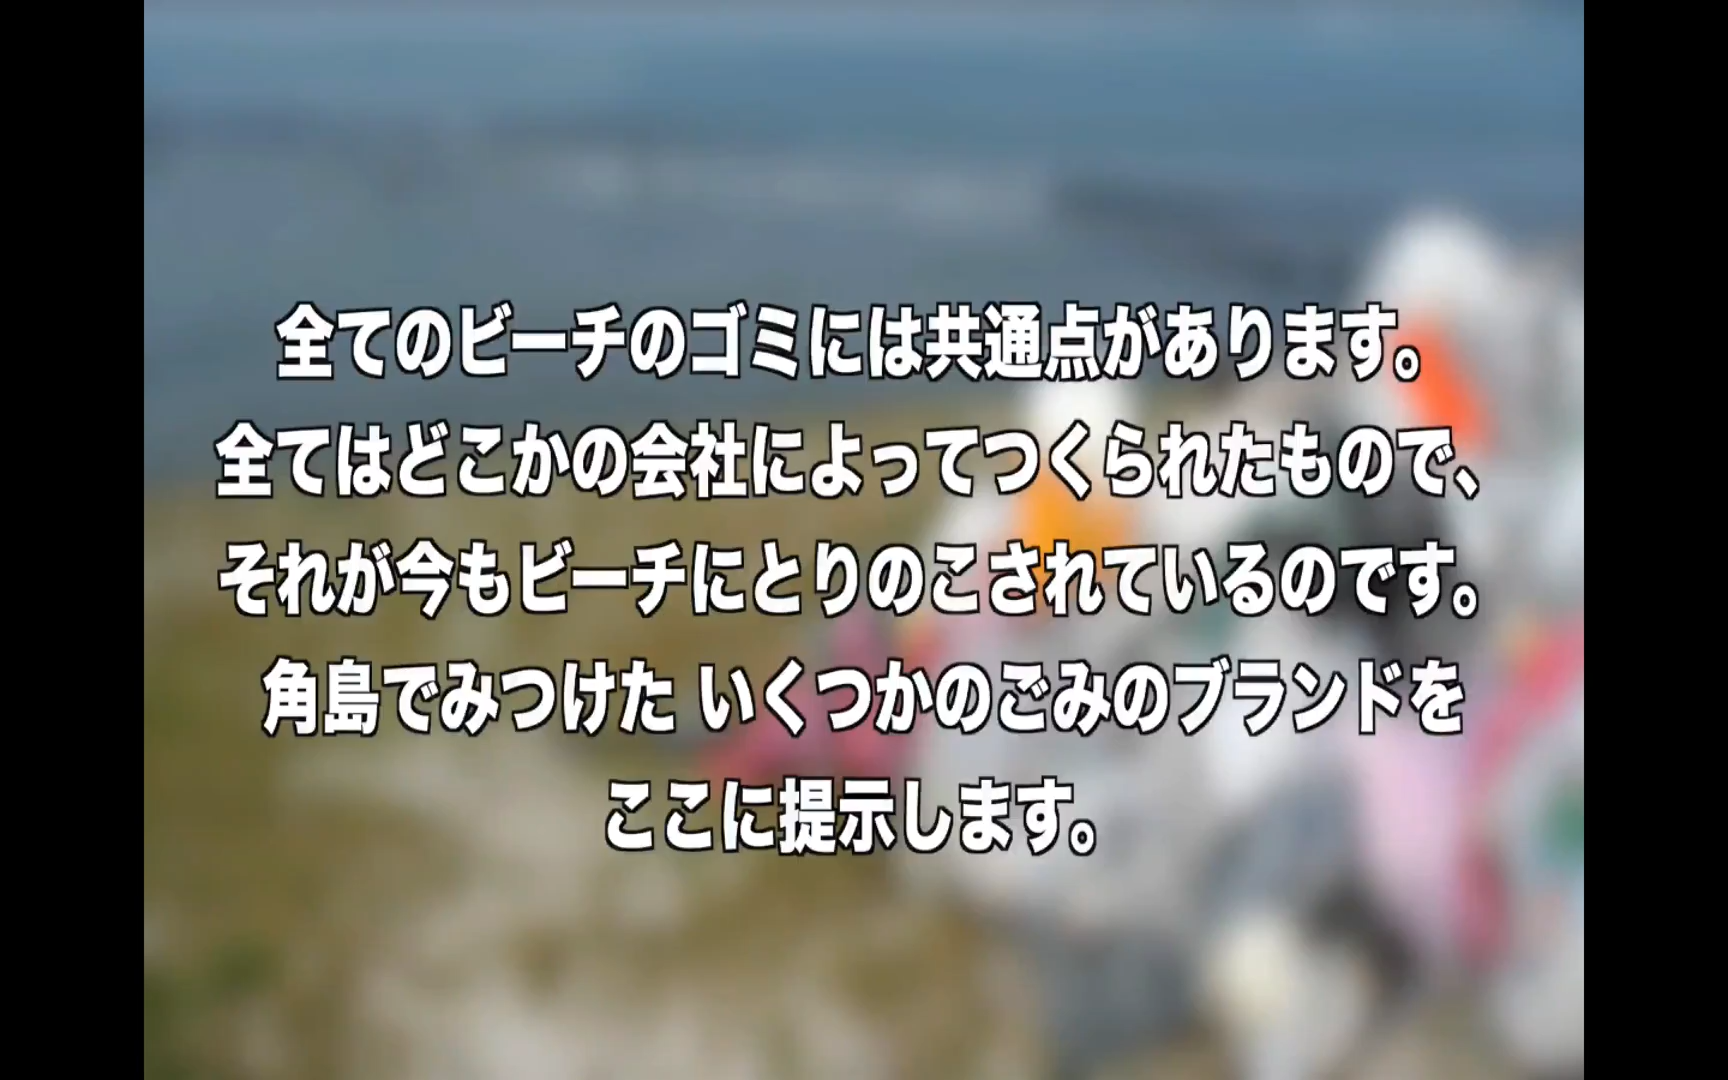 全てのビーチのゴミには共通点があります。
全てはどこかの会社によってつくられたもので、
それが今もビーチにとりのこされているのです。
角島でみつけた いくつかのごみのブランドを
ここに提示します。